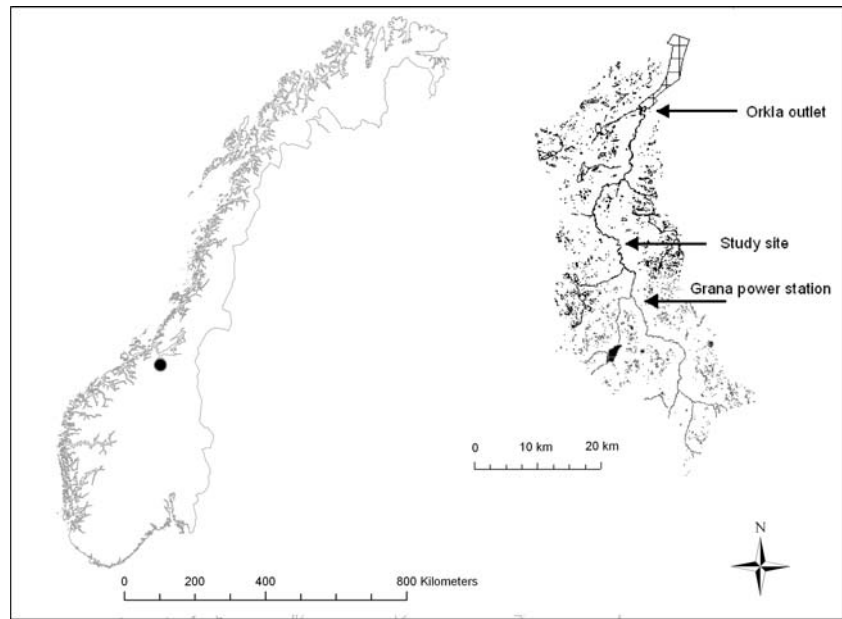 Orkla outlet
Study site
Grana power station
0 10 km 20 km
N
0 200 400 800 Kilometers